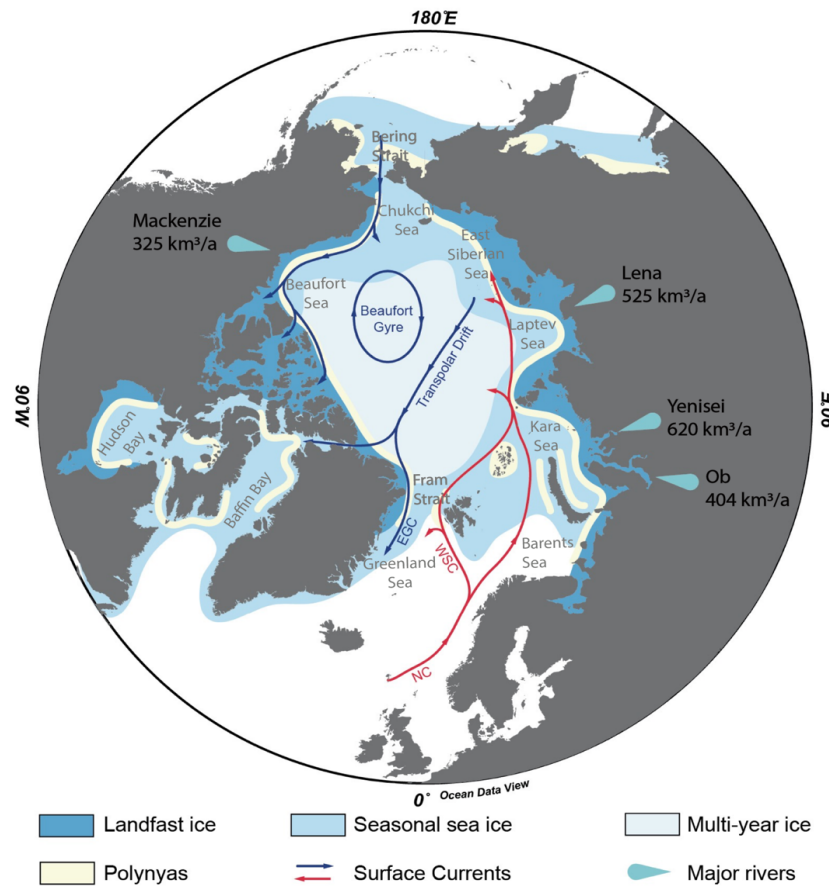 180°E
Bering
Strait
Chukchi
Sea
Mackenzie
325 km³/a
East
Siberian
Sea
Lena
525 km³/a
Beaufort
Sea
Beaufort
Gyre
Laptev
Sea
Transpolar Drift
90°W
90°E
Hudson
Bay
Baffin Bay
Kara
Sea
Yenisei
620 km³/a
Ob
404 km³/a
Fram
Strait
EGC
WSC
Barents
Sea
Greenland
Sea
NC
0°
Ocean Data View
Landfast ice
Seasonal sea ice
Multi-year ice
Polynyas
Surface Currents
Major rivers